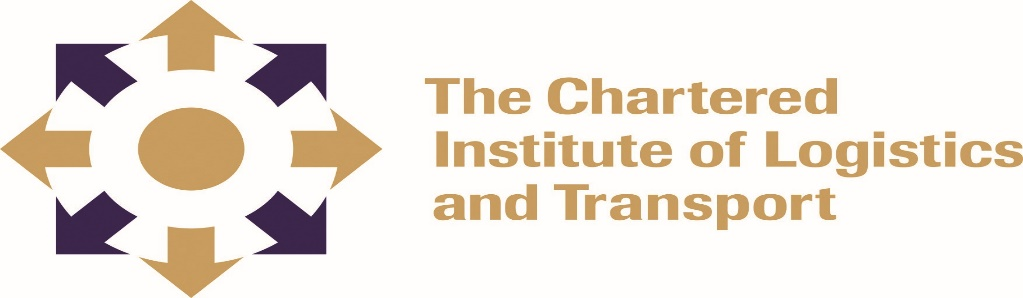 The Chartered
Institute of Logistics
and Transport